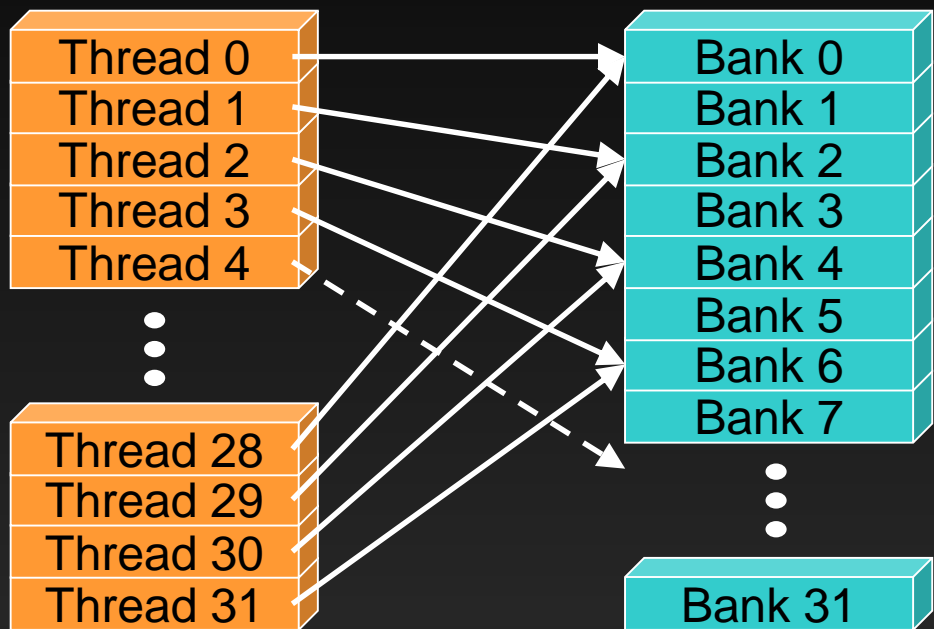 Thread 0
Thread 1
Thread 2
Thread 3
Thread 4
Thread 28
Thread 29
Thread 30
Thread 31
Bank 0
Bank 1
Bank 2
Bank 3
Bank 4
Bank 5
Bank 6
Bank 7
Bank 31